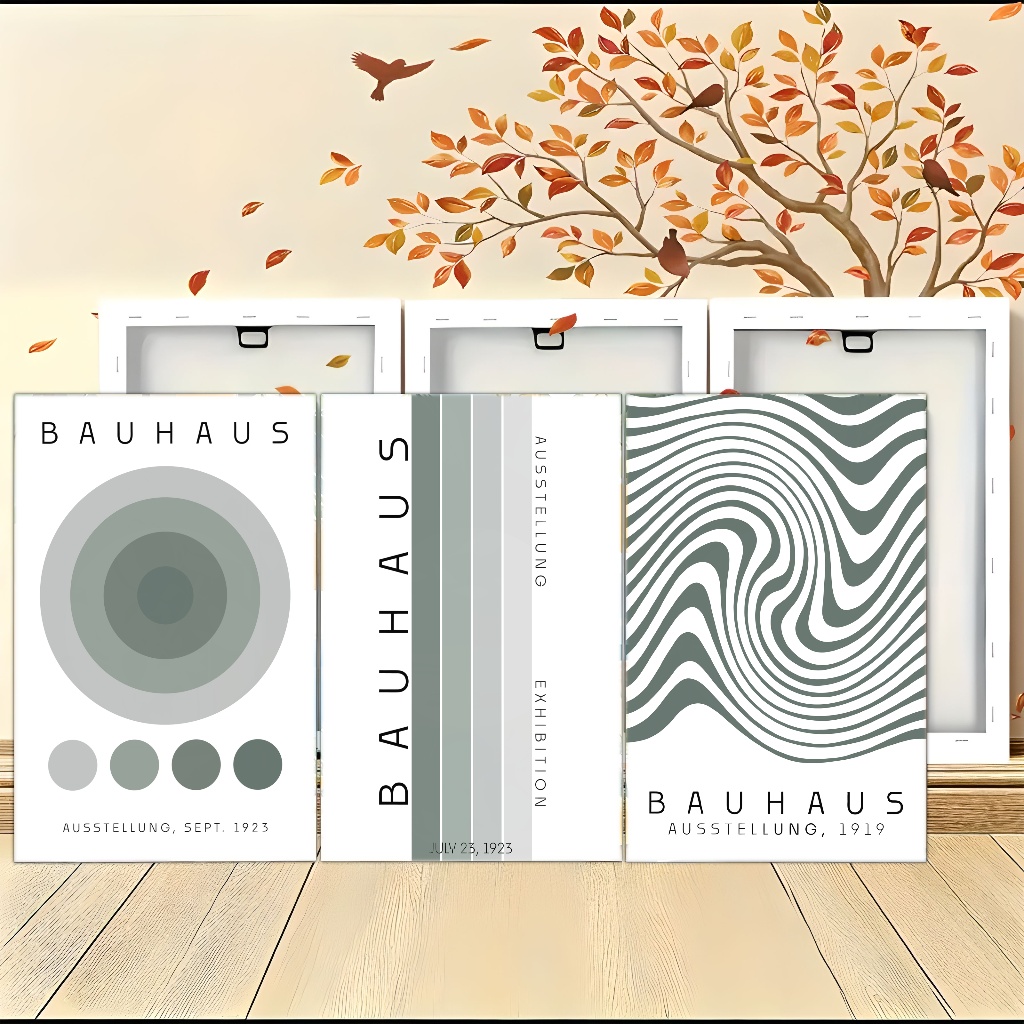 BAUHAUS
AUSSTELLUNG, SEPT. 1923
BAUHAUS
AUSSTELLUNG
EXHIBITION
JULY 23, 1923
BAUHAUS
AUSSTELLUNG, 1919